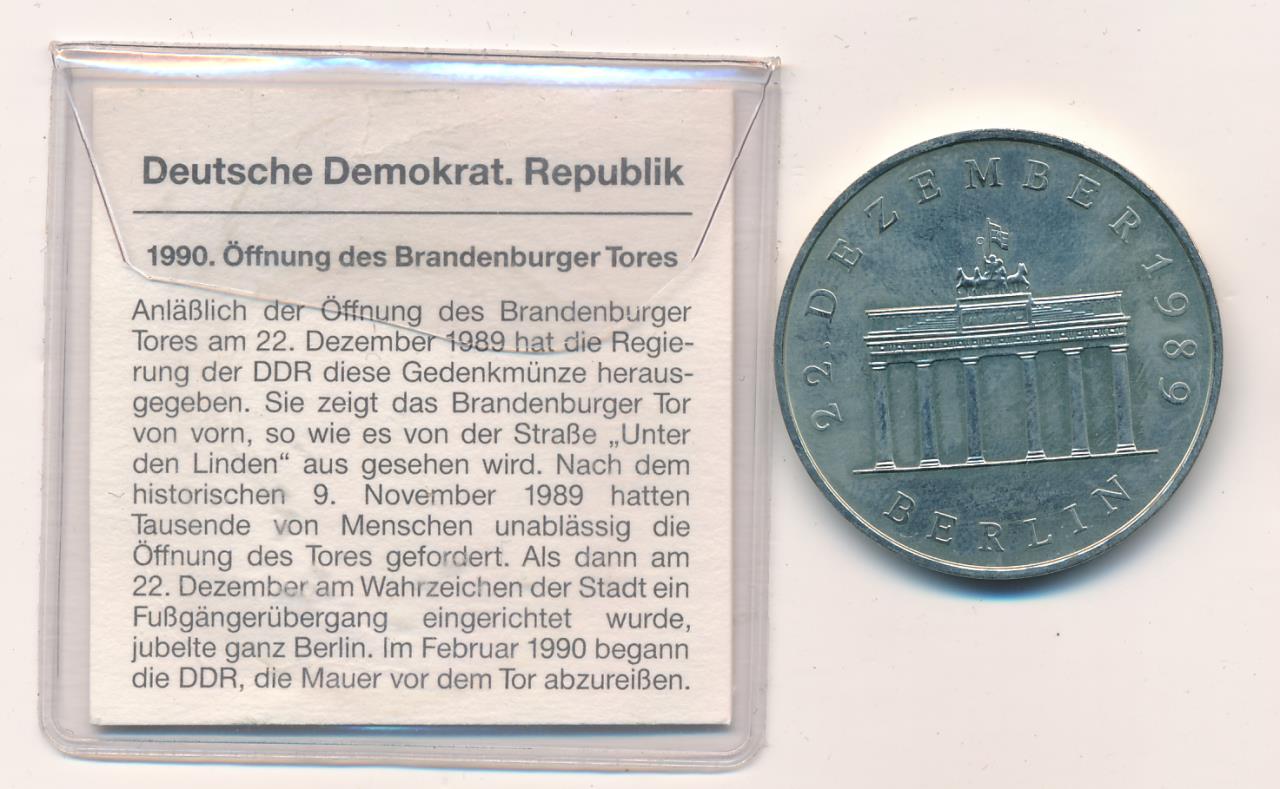 Deutsche Demokrat. Republik
1990. Öffnung des Brandenburger Tores
Anläßlich der Öffnung des Brandenburger
Tores am 22. Dezember 1989 hat die Regie-
rung der DDR diese Gedenkmünze heraus-
gegeben. Sie zeigt das Brandenburger Tor
von vorn, so wie es von der Straße „Unter
den Linden“ aus gesehen wird. Nach dem
historischen 9. November 1989 hatten
Tausende von Menschen unablässig die
Öffnung des Tores gefordert. Als dann am
22. Dezember am Wahrzeichen der Stadt ein
Fußgängerübergang eingerichtet wurde,
jubelte ganz Berlin. Im Februar 1990 begann
die DDR, die Mauer vor dem Tor abzureißen.
22. DEZEMBER 1989
BERLIN